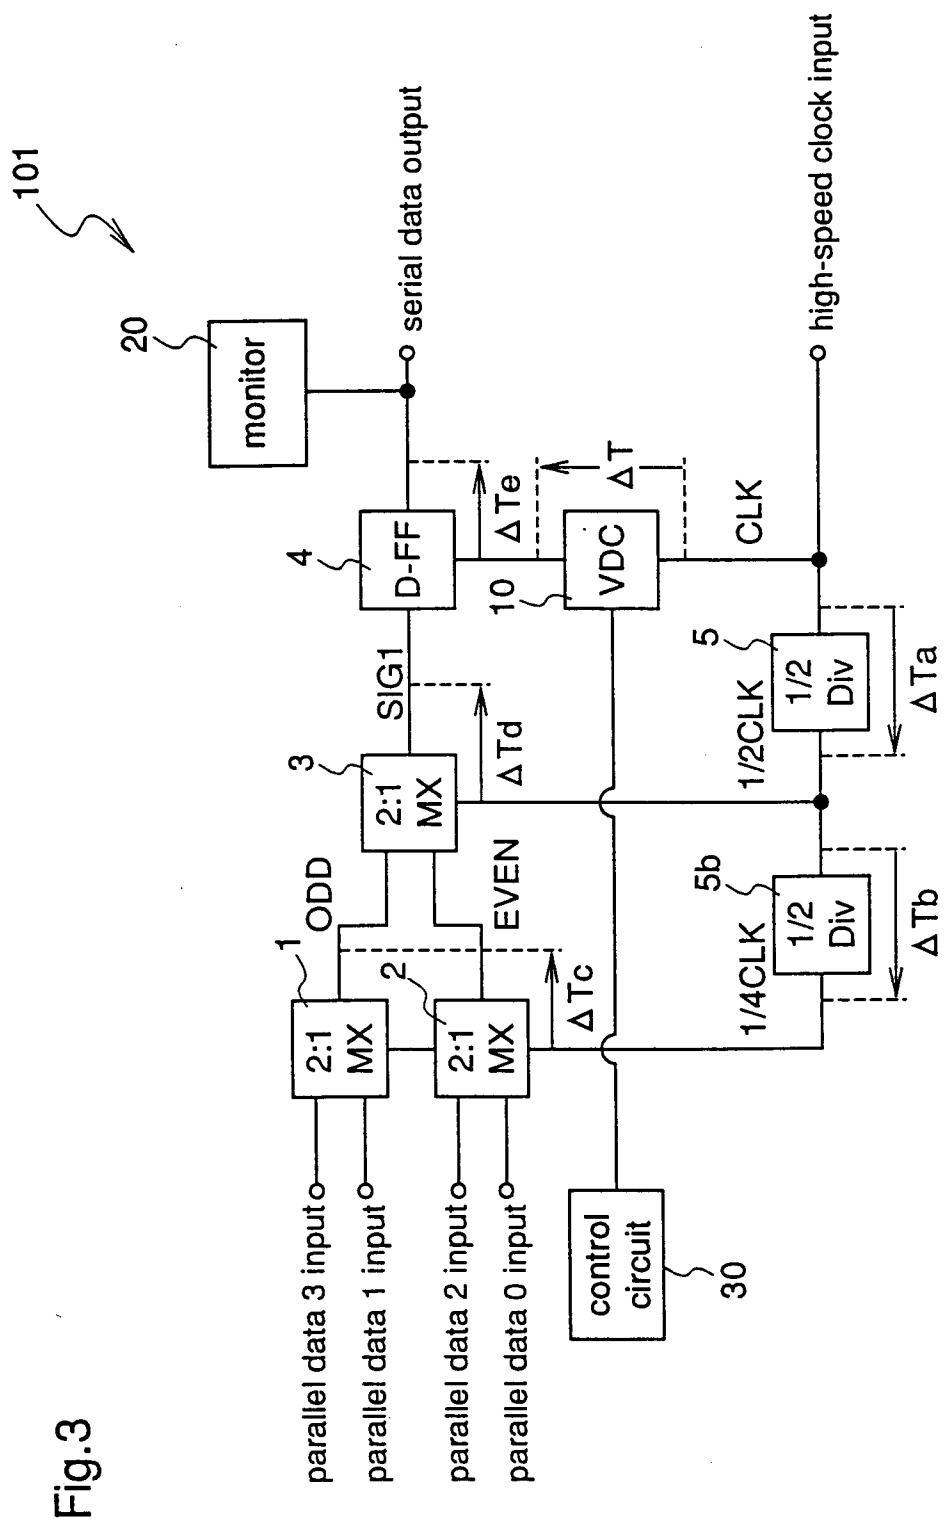 Fig.3
101
20
monitor
serial data output
4
D-FF
ΔTe
ΔT
SIG1
3
2:1
MX
ΔTd
10
VDC
CLK
high-speed clock input
ODD
EVEN
1
2:1
MX
2
2:1
MX
ΔTc
5
1/2
Div
1/2CLK
ΔTa
5b
1/2
Div
1/4CLK
ΔTb
parallel data 3 input
parallel data 1 input
parallel data 2 input
parallel data 0 input
control
circuit
30